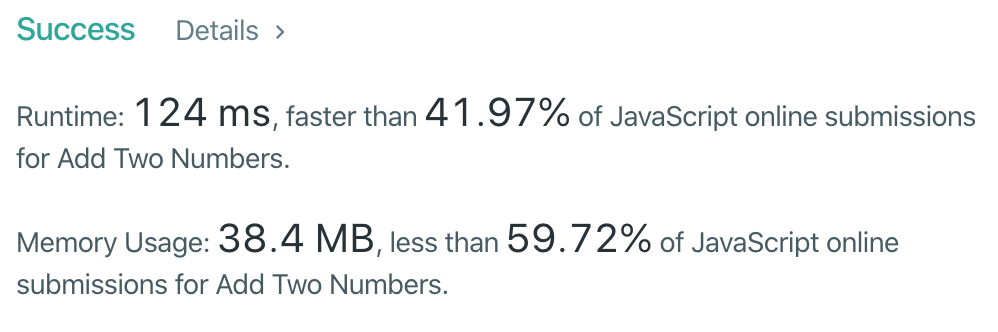 Success Details >
Runtime: 124 ms, faster than 41.97% of JavaScript online submissions
for Add Two Numbers.
Memory Usage: 38.4 MB, less than 59.72% of JavaScript online
submissions for Add Two Numbers.